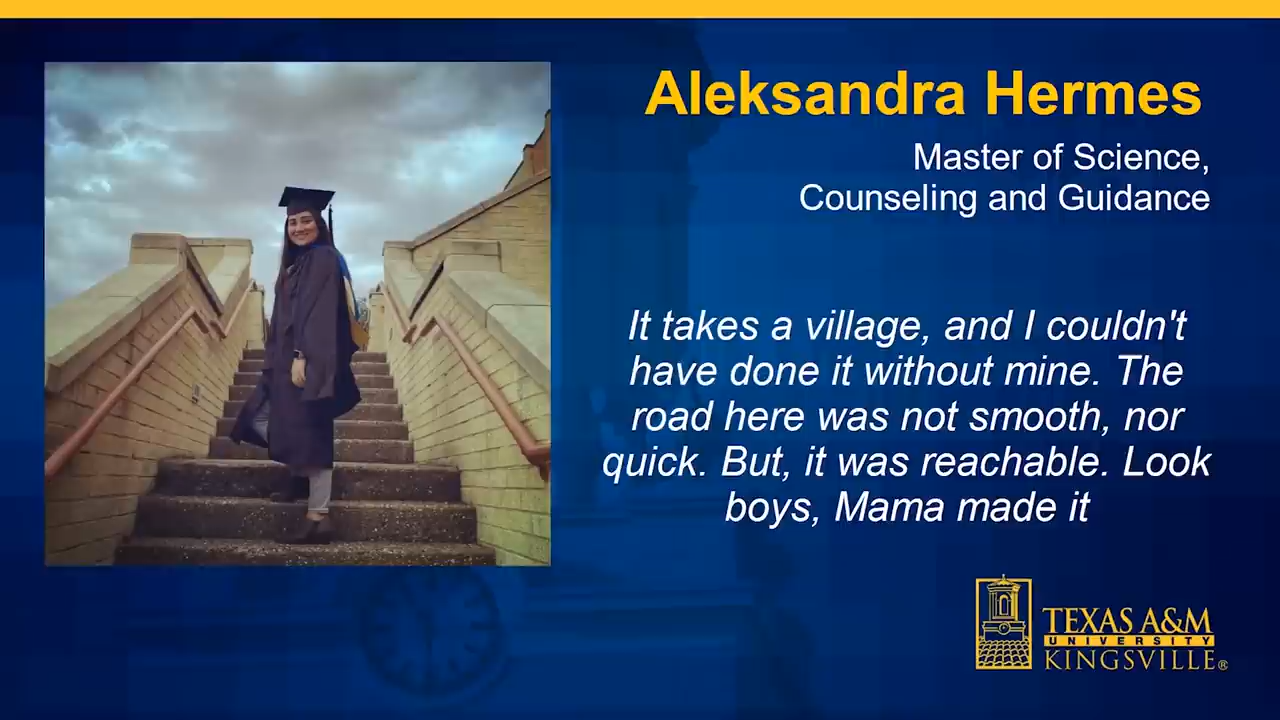 Aleksandra Hermes
Master of Science,
Counseling and Guidance
It takes a village, and I couldn't
have done it without mine. The
road here was not smooth, nor
quick. But, it was reachable. Look
boys, Mama made it
TEXAS A&M
UNIVERSITY
KINGSVILLE®